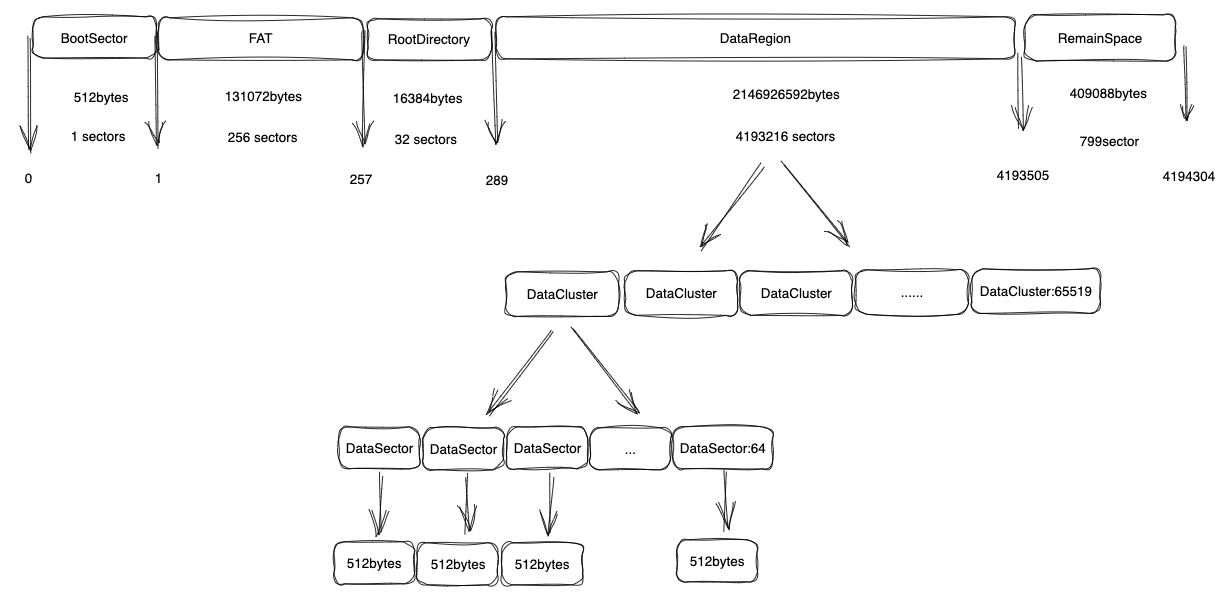 BootSector
FAT
RootDirectory
DataRegion
RemainSpace
512bytes
131072bytes
16384bytes
2146926592bytes
409088bytes
1 sectors
256 sectors
32 sectors
4193216 sectors
799sector
0
1
257
289
4193505
4194304
DataCluster
DataCluster
DataCluster
......
DataCluster:65519
DataSector
DataSector
DataSector
...
DataSector:64
512bytes
512bytes
512bytes
512bytes